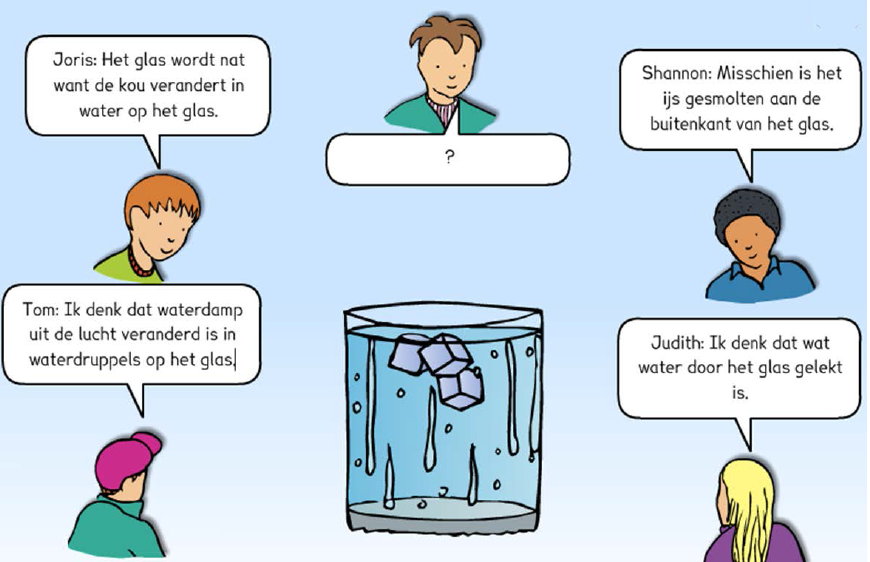 Joris: Het glas wordt nat
want de kou verandert in
water op het glas.
?
Shannon: Misschien is het
ijs gesmolten aan de
buitenkant van het glas.
Tom: Ik denk dat waterdamp
uit de lucht veranderd is in
waterdruppels op het glas.
Judith: Ik denk dat wat
water door het glas gelekt
is.